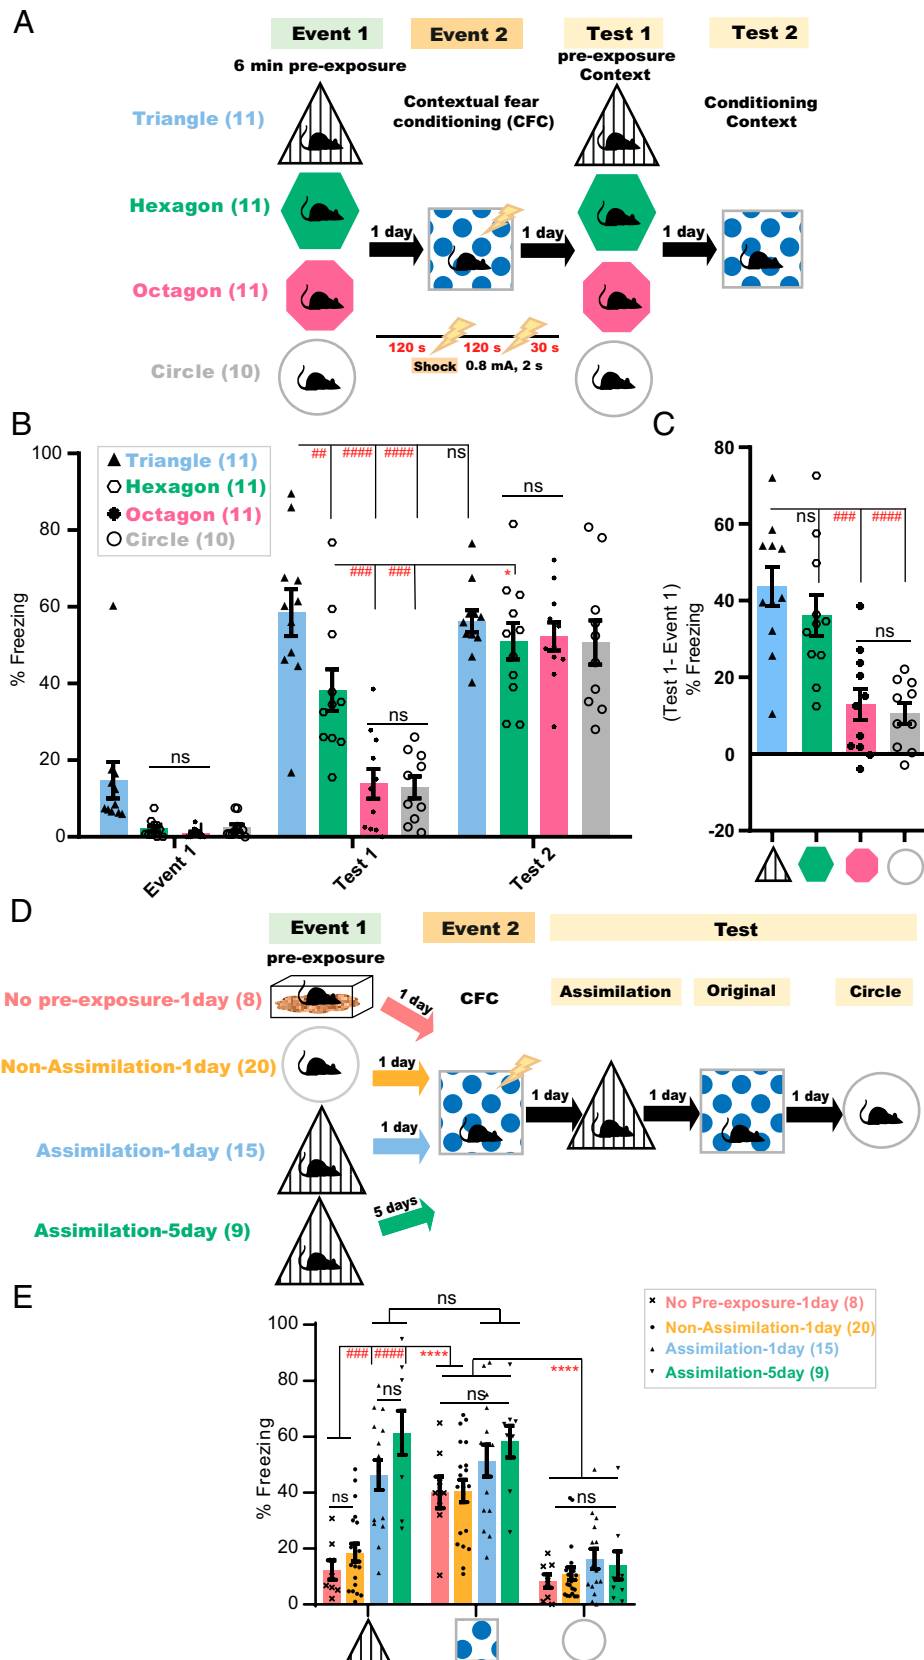 A
Event 1
Event 2
Test 1
Test 2
6 min pre-exposure
pre-exposure
Context
Triangle (11)
Contextual fear
conditioning (CFC)
Conditioning
Context
Hexagon (11)
1 day
1 day
1 day
Octagon (11)
120 s
120 s
30 s
Shock
0.8 mA, 2 s
Circle (10)
B
% Freezing
100
80
60
40
20
0
Triangle (11)
Hexagon (11)
Octagon (11)
Circle (10)
##
####
####
ns
ns
###
###
*
ns
ns
Event 1
Test 1
Test 2
C
(Test 1- Event 1)
% Freezing
80
60
40
20
0
-20
ns
###
####
ns
D
Event 1
Event 2
Test
pre-exposure
No pre-exposure-1day (8)
1 day
CFC
Assimilation
Original
Circle
Non-Assimilation-1day (20)
1 day
1 day
1 day
1 day
Assimilation-1day (15)
1 day
5 days
Assimilation-5day (9)
E
% Freezing
100
80
60
40
20
0
ns
No Pre-exposure-1day (8)
Non-Assimilation-1day (20)
Assimilation-1day (15)
Assimilation-5day (9)
###
####
****
****
ns
ns
ns
ns